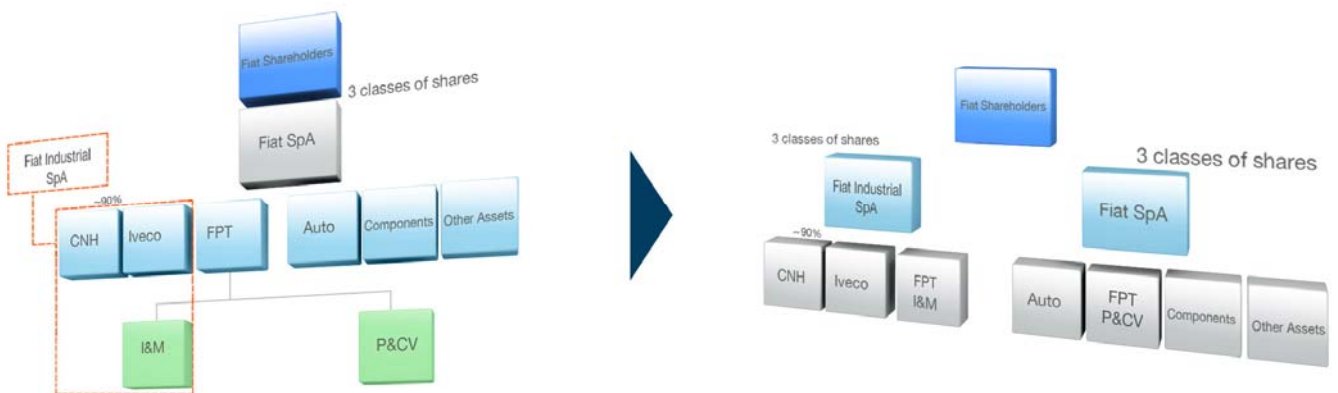 Fiat Shareholders
3 classes of shares
Fiat SpA
Fiat Industrial
SpA
~90%
CNH
Iveco
FPT
Auto
Components
Other Assets
I&M
P&CV
Fiat Shareholders
3 classes of shares
3 classes of shares
Fiat Industrial
SpA
Fiat SpA
~90%
CNH
Iveco
FPT
I&M
Auto
FPT
P&CV
Components
Other Assets